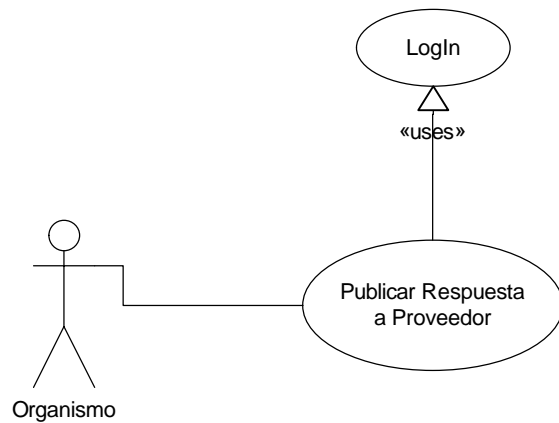 LogIn
«uses»
Publicar Respuesta
a Proveedor
Organismo